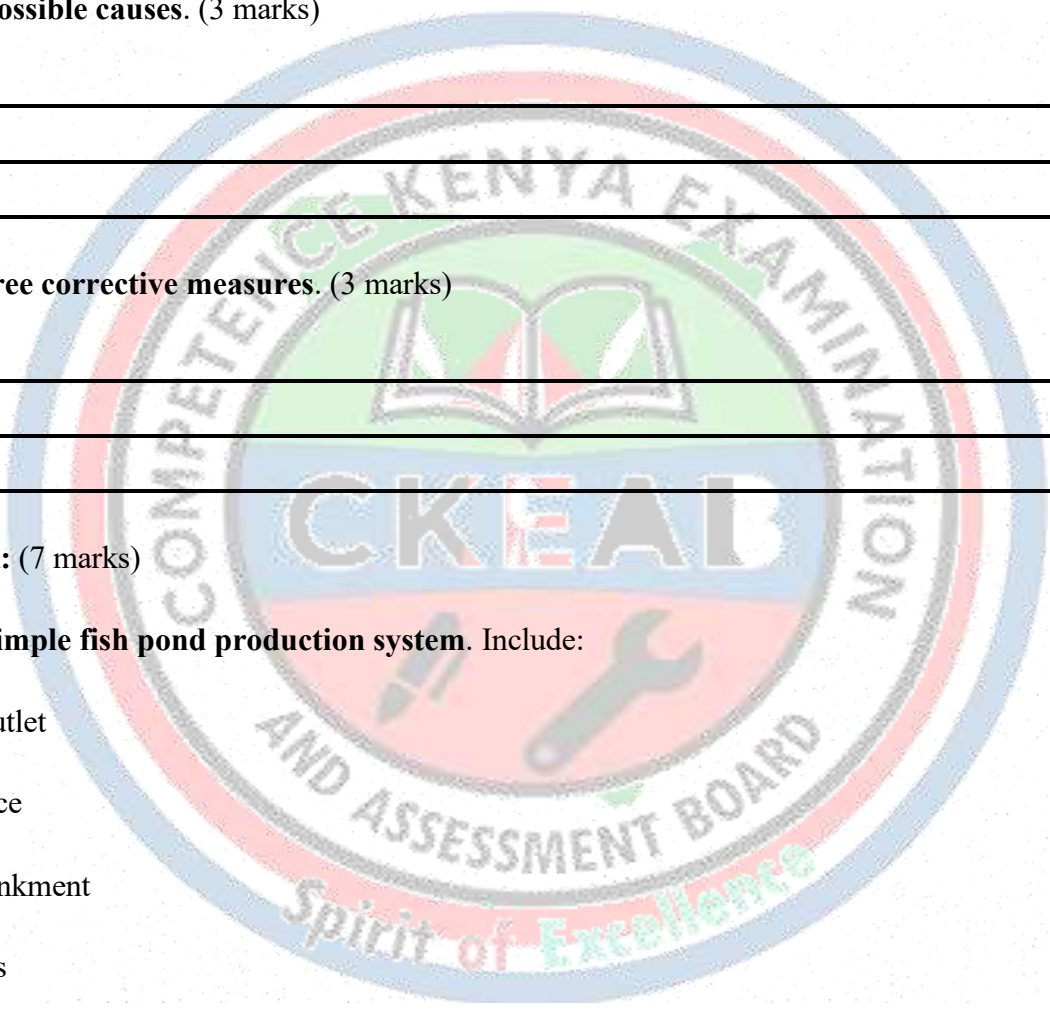 ossible causes. (3 marks)
ree corrective measures. (3 marks)
: (7 marks)
imple fish pond production system. Include:
utlet
ce
nkment
s
COMPETENCE KENYA EXAMINATION
CKEAB
AND ASSESSMENT BOARD
Spirit of Excellence